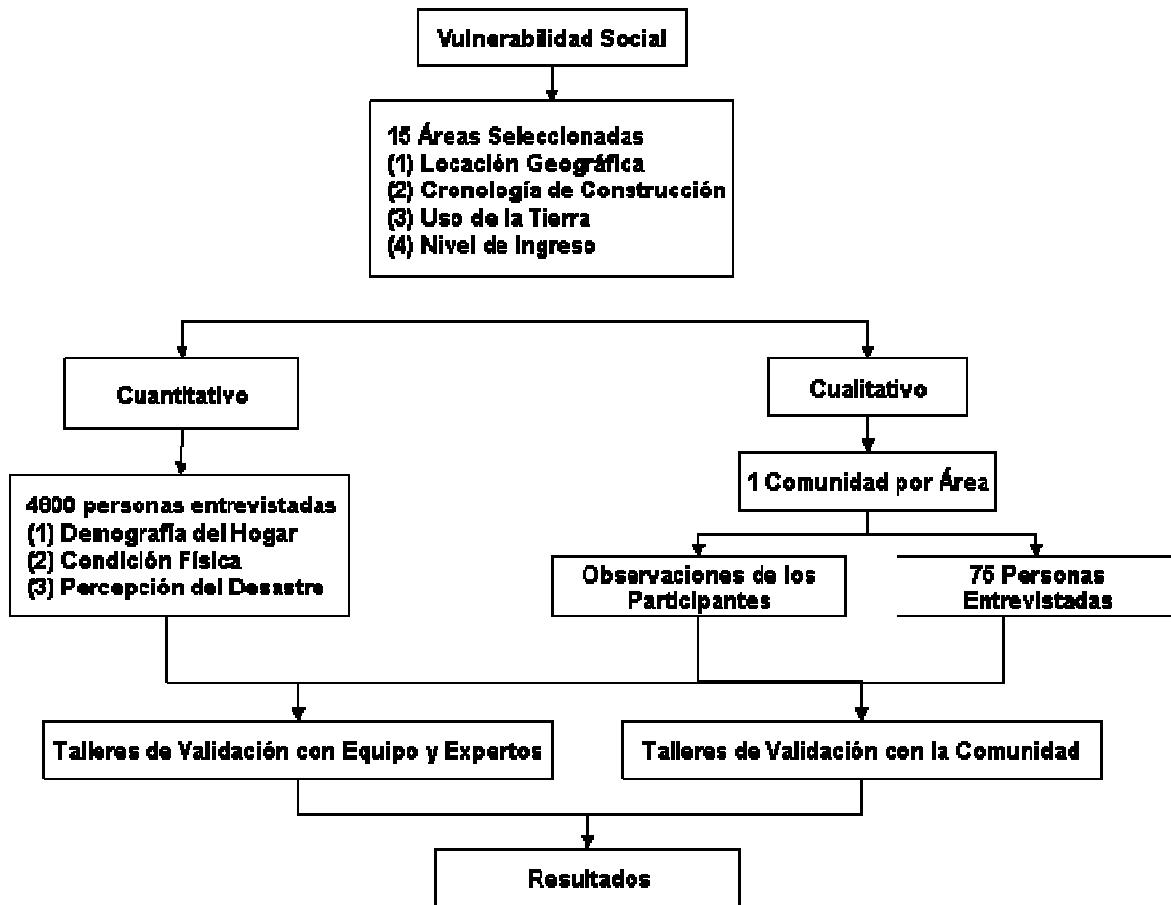 Vulnerabilidad Social
15 Áreas Seleccionadas
(1) Locación Geográfica
(2) Cronología de Construcción
(3) Uso de la Tierra
(4) Nivel de Ingreso
Cuantitativo
Cualitativo
4800 personas entrevistadas
(1) Demografía del Hogar
(2) Condición Física
(3) Percepción del Desastre
1 Comunidad por Área
Observaciones de los
Participantes
75 Personas
Entrevistadas
Talleres de Validación con Equipo y Expertos
Talleres de Validación con la Comunidad
Resultados